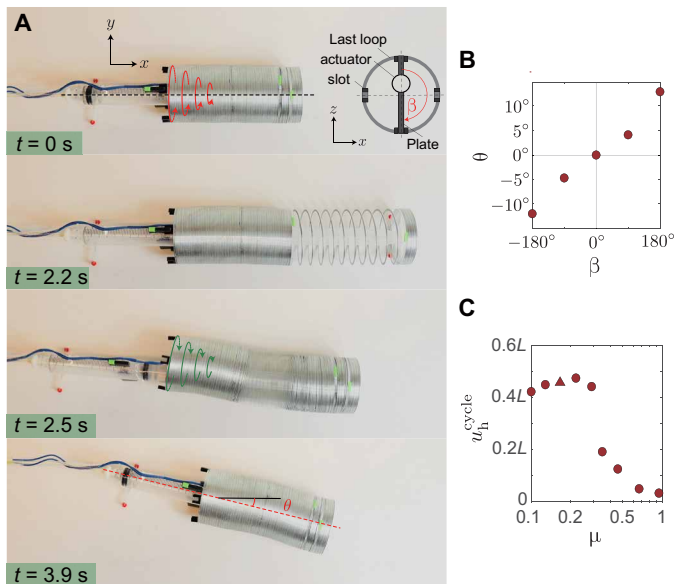 A
y
x
Last loop
actuator
slot
β
z
x
Plate
t = 0 s
t = 2.2 s
t = 2.5 s
θ
t = 3.9 s
B
10°
5°
0°
−5°
−10°
θ
−180° 0° 180°
β
C
0.6L
0.4L
0.2L
0
u_h^cycle
0.1 0.2 0.5 1
μ